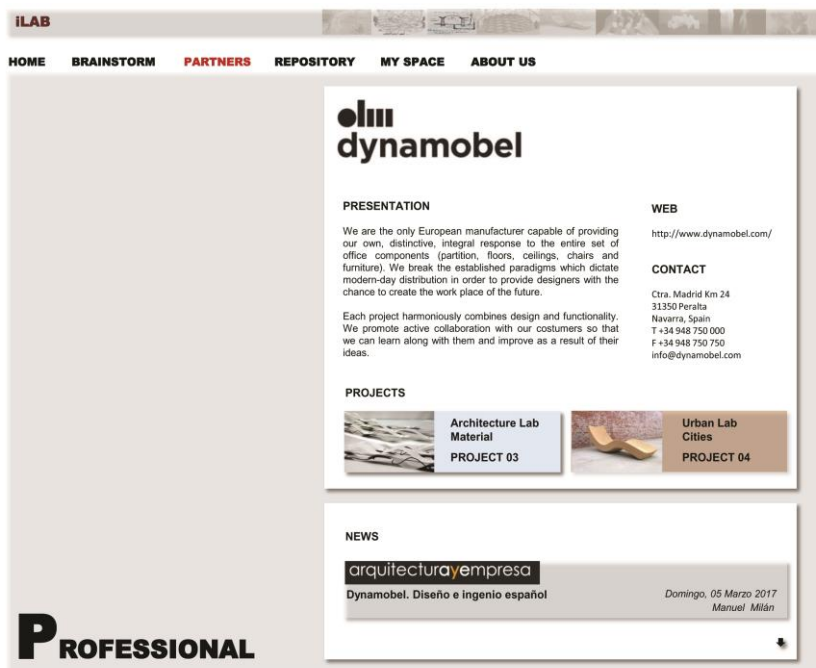 iLAB
HOME BRAINSTORM PARTNERS REPOSITORY MY SPACE ABOUT US
dynamobel
PRESENTATION
We are the only European manufacturer capable of providing
our own, distinctive, integral response to the entire set of
office components (partition, floors, ceilings, chairs and
furniture). We break the established paradigms which dictate
modern-day distribution in order to provide designers with the
chance to create the work place of the future.
Each project harmoniously combines design and functionality.
We promote active collaboration with our costumers so that
we can learn along with them and improve as a result of their
ideas.
WEB
http://www.dynamobel.com/
CONTACT
Ctra. Madrid Km 24
31350 Peralta
Navarra, Spain
T +34 948 750 000
F +34 948 750 750
info@dynamobel.com
PROJECTS
Architecture Lab
Material
PROJECT 03
Urban Lab
Cities
PROJECT 04
NEWS
arquitecturayempresa
Dynamobel. Diseño e ingenio español
Domingo, 05 Marzo 2017
Manuel Milán
PROFESSIONAL